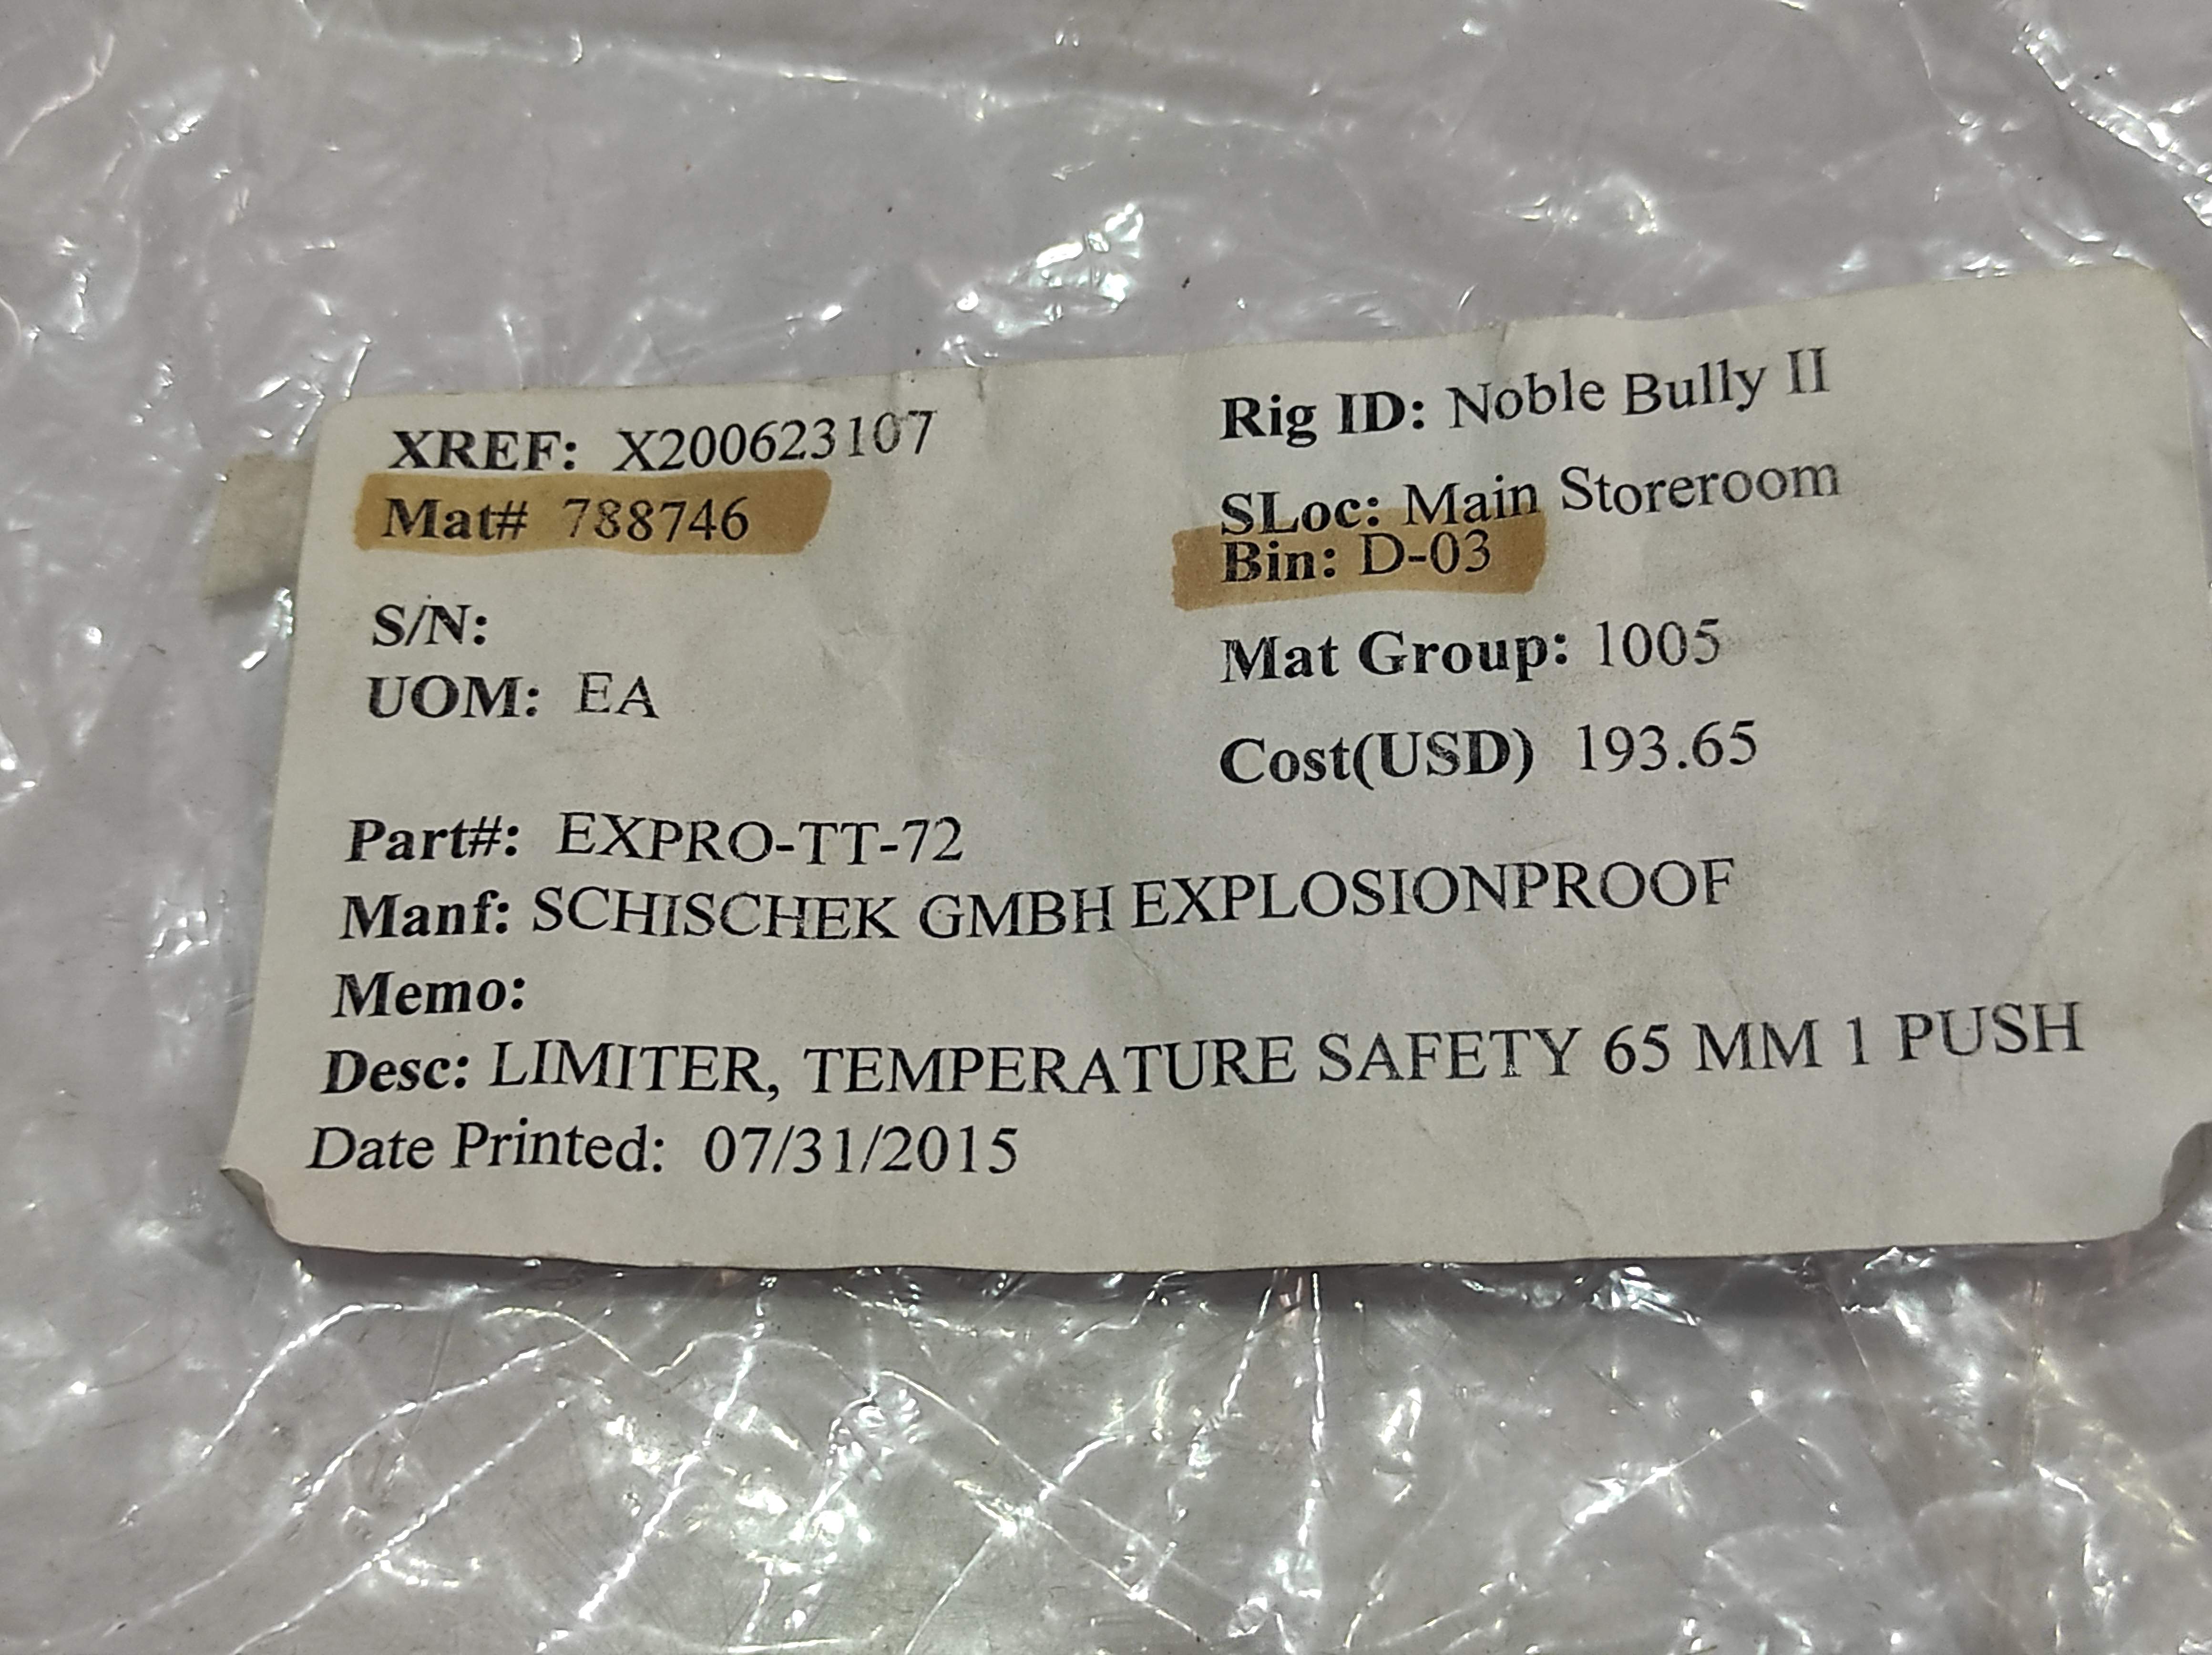 XREF: X200623107
Mat# 788746
S/N:
UOM: EA
Rig ID: Noble Bully II
SLoc: Main Storeroom
Bin: D-03
Mat Group: 1005
Cost(USD) 193.65
Part#: EXPRO-TT-72
Manf: SCHISCHEK GMBH EXPLOSIONPROOF
Memo:
Desc: LIMITER, TEMPERATURE SAFETY 65 MM 1 PUSH
Date Printed: 07/31/2015